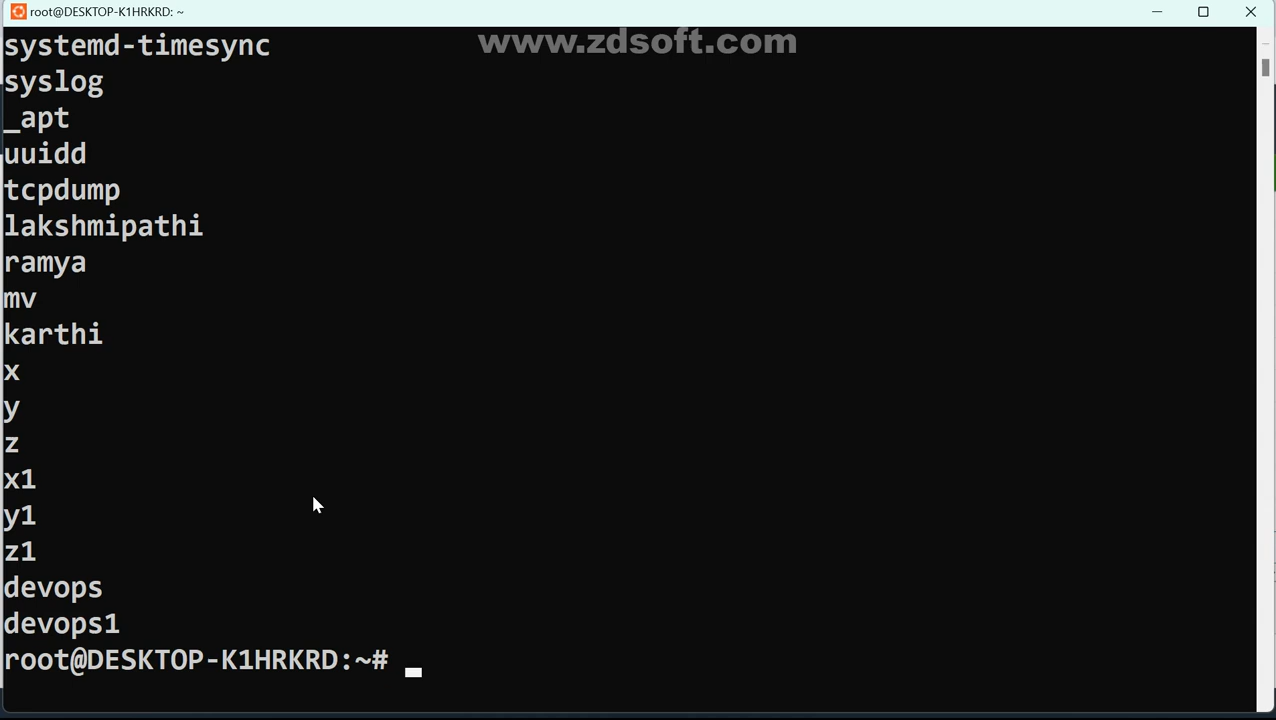 root@DESKTOP-K1HRKRD: ~
www.zdsoft.com
systemd-timesync
syslog
_apt
uuidd
tcpdump
lakshmipathi
ramya
mv
karthi
x
y
z
x1
y1
z1
devops
devops1
root@DESKTOP-K1HRKRD:~#